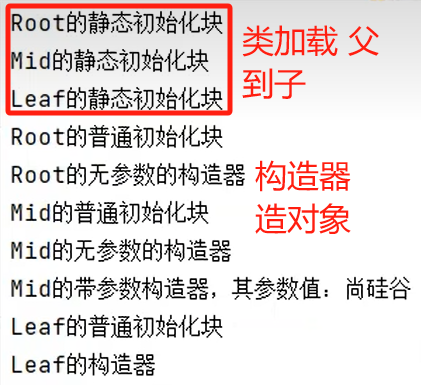 Root的静态初始化块
Mid的静态初始化块
Leaf的静态初始化块
类加载 父
到子
Root的普通初始化块
Root的无参数的构造器
Mid的普通初始化块
构造器
造对象
Mid的无参数的构造器
Mid的带参数构造器，其参数值：尚硅谷
Leaf的普通初始化块
Leaf的构造器